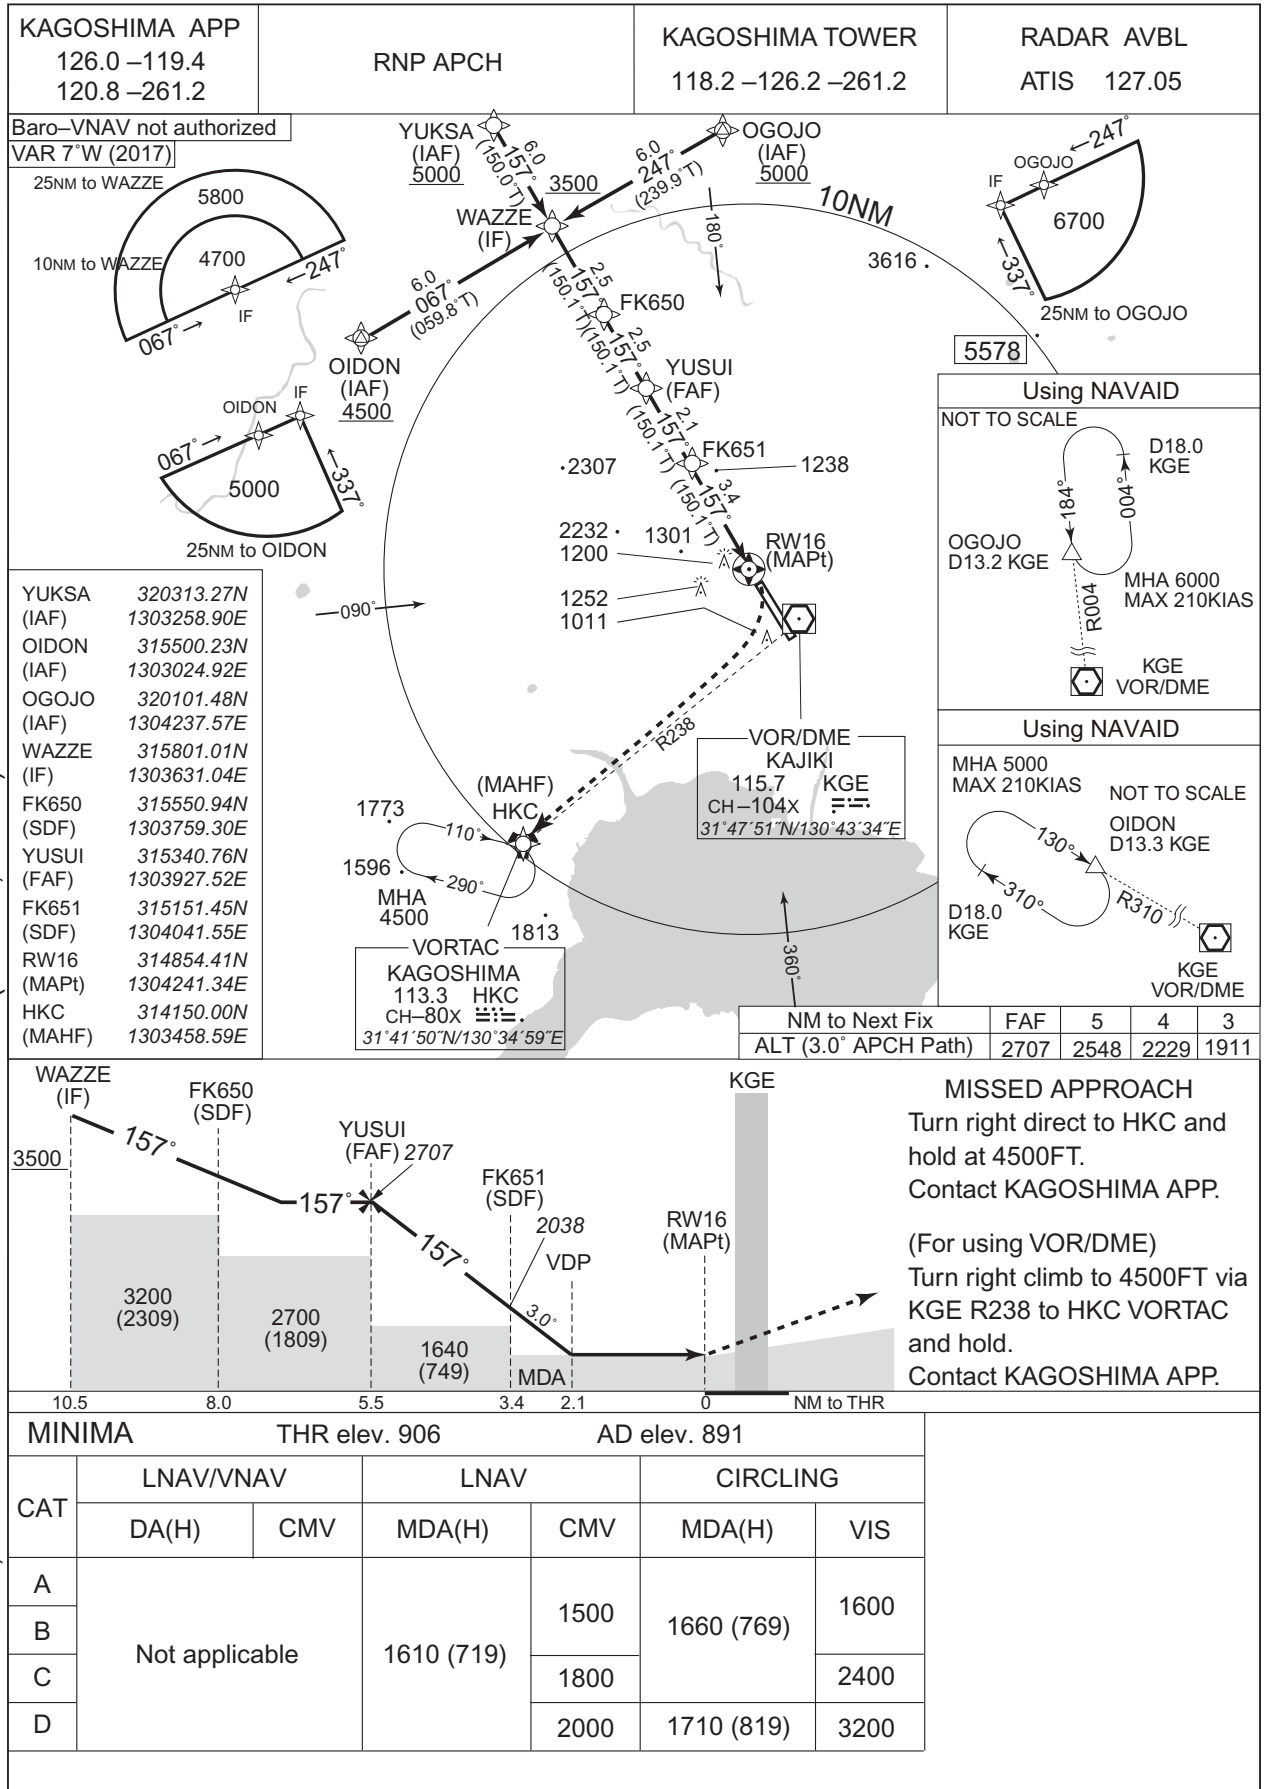 KAGOSHIMA APP
126.0 –119.4
120.8 –261.2
RNP APCH
KAGOSHIMA TOWER
118.2 –126.2 –261.2
RADAR AVBL
ATIS 127.05
Baro–VNAV not authorized
VAR 7˚W (2017)
25NM to WAZZE
5800
10NM to WAZZE
4700
←247˚
067˚→
IF
YUKSA
(IAF)
5000
6.0
157˚
(150.0˚T)
OGOJO
(IAF)
5000
6.0
247˚
(239.9˚T)
3500
WAZZE
(IF)
10NM
180˚
3616
OGOJO
←247˚
IF
6700
←337˚
25NM to OGOJO
5578
6.0
067˚
(059.8˚T)
OIDON
(IAF)
4500
2.5
157˚
(150.1˚T)
FK650
2.5
157˚
(150.1˚T)
YUSUI
(FAF)
2.1
157˚
(150.1˚T)
FK651
3.4
157˚
(150.1˚T)
RW16
(MAPt)
IF
OIDON
067˚→
5000
←337˚
25NM to OIDON
2307
1238
2232
1200
1301
1252
1011
090˚
R238
Using NAVAID
NOT TO SCALE
D18.0
KGE
184˚
004˚
OGOJO
D13.2 KGE
MHA 6000
MAX 210KIAS
R004
KGE
VOR/DME
Using NAVAID
MHA 5000
MAX 210KIAS
NOT TO SCALE
OIDON
D13.3 KGE
130˚
310˚
R310
D18.0
KGE
KGE
VOR/DME
YUKSA 320313.27N
(IAF) 1303258.90E
OIDON 315500.23N
(IAF) 1303024.92E
OGOJO 320101.48N
(IAF) 1304237.57E
WAZZE 315801.01N
(IF) 1303631.04E
FK650 315550.94N
(SDF) 1303759.30E
YUSUI 315340.76N
(FAF) 1303927.52E
FK651 315151.45N
(SDF) 1304041.55E
RW16 314854.41N
(MAPt) 1304241.34E
HKC 314150.00N
(MAHF) 1303458.59E
VOR/DME
KAJIKI
115.7 KGE
CH–104X
31˚47´51˝N/130˚43´34˝E
(MAHF)
HKC
1773
110˚
1596
290˚
MHA
4500
1813
VORTAC
KAGOSHIMA
113.3 HKC
CH–80X
31˚41´50˝N/130˚34´59˝E
360˚
NM to Next Fix FAF 5 4 3
ALT (3.0˚ APCH Path) 2707 2548 2229 1911
WAZZE
(IF)
3500
157˚
FK650
(SDF)
157˚
YUSUI
(FAF) 2707
157˚
FK651
(SDF)
2038
VDP
3.0˚
RW16
(MAPt)
KGE
3200
(2309)
2700
(1809)
1640
(749)
MDA
10.5 8.0 5.5 3.4 2.1 0 NM to THR
MISSED APPROACH
Turn right direct to HKC and
hold at 4500FT.
Contact KAGOSHIMA APP.
(For using VOR/DME)
Turn right climb to 4500FT via
KGE R238 to HKC VORTAC
and hold.
Contact KAGOSHIMA APP.
MINIMA THR elev. 906 AD elev. 891
CAT LNAV/VNAV LNAV CIRCLING
DA(H) CMV MDA(H) CMV MDA(H) VIS
A
B
C
D
Not applicable
1610 (719)
1500
1800
2000
1660 (769)
1710 (819)
1600
2400
3200